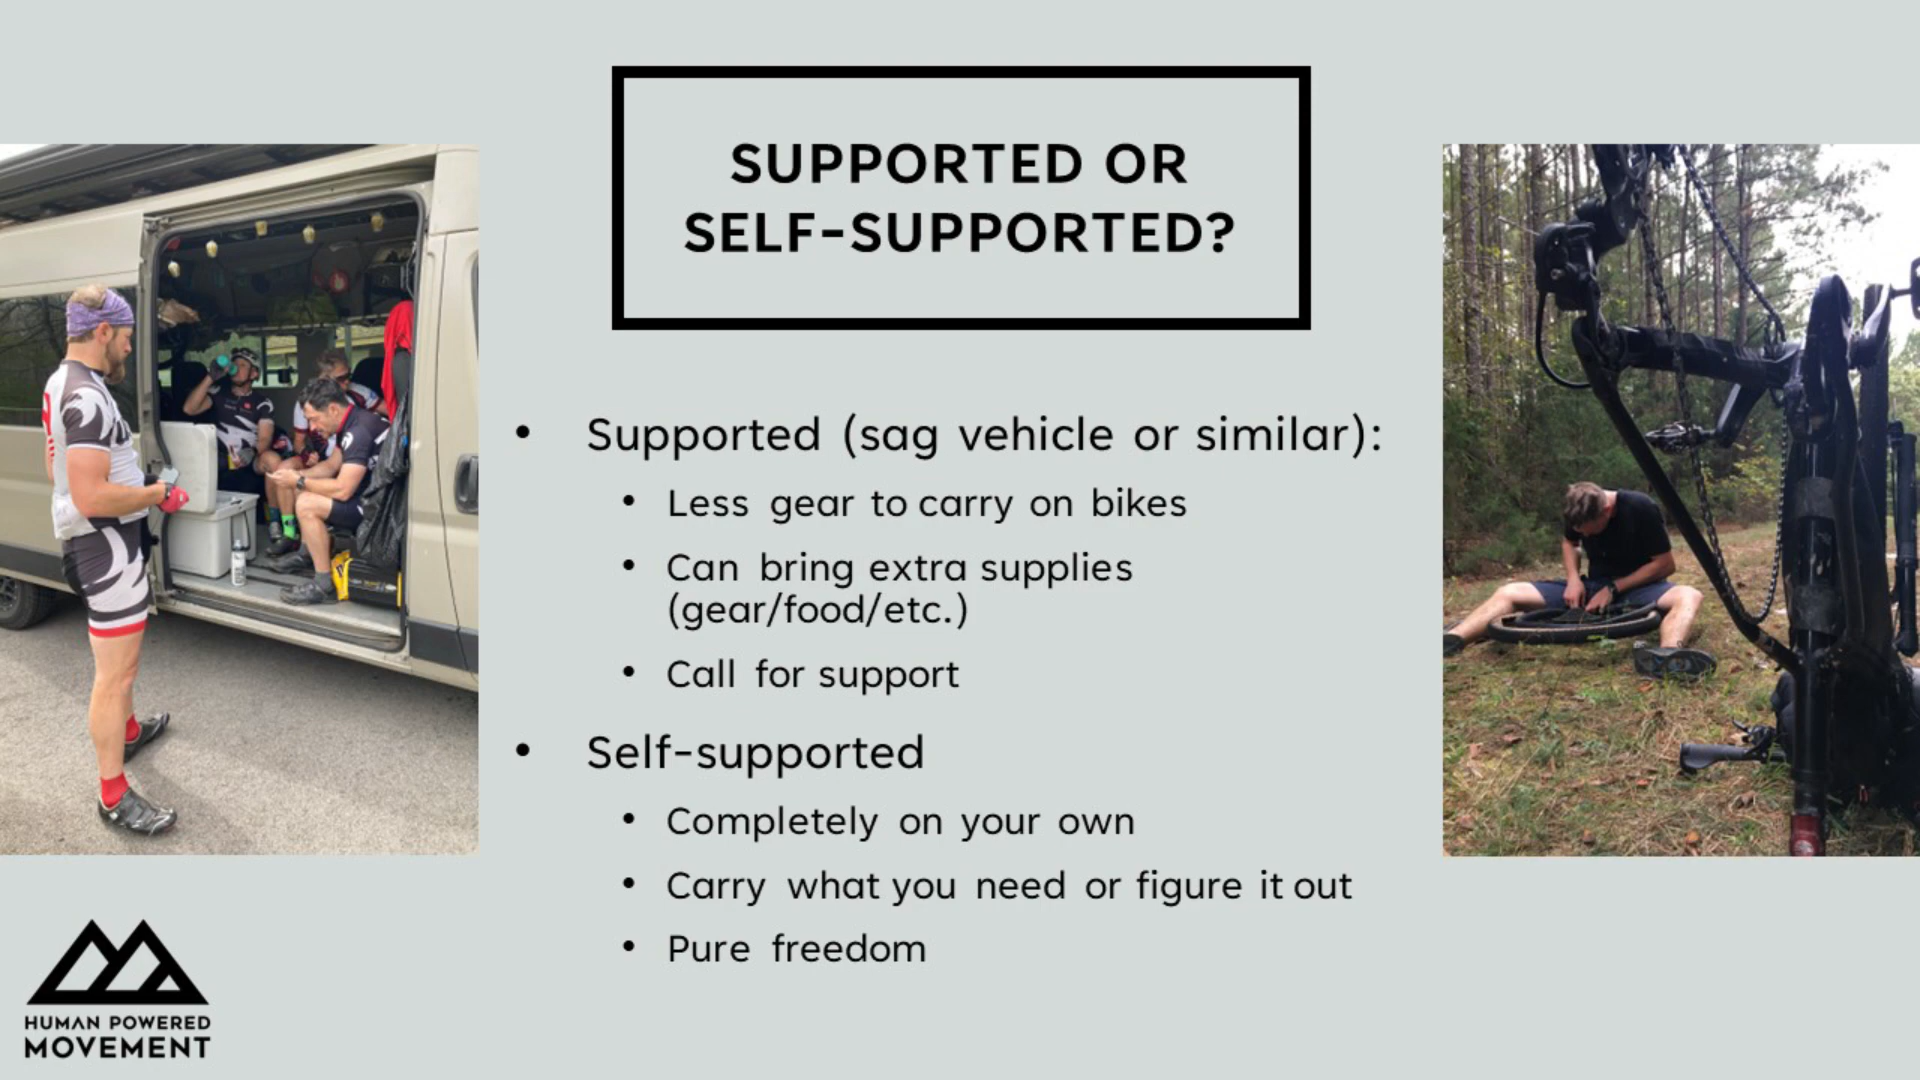 SUPPORTED OR
SELF-SUPPORTED?
• Supported (sag vehicle or similar):
• Less gear to carry on bikes
• Can bring extra supplies
(gear/food/etc.)
• Call for support
• Self-supported
• Completely on your own
• Carry what you need or figure it out
• Pure freedom
HUMAN POWERED
MOVEMENT